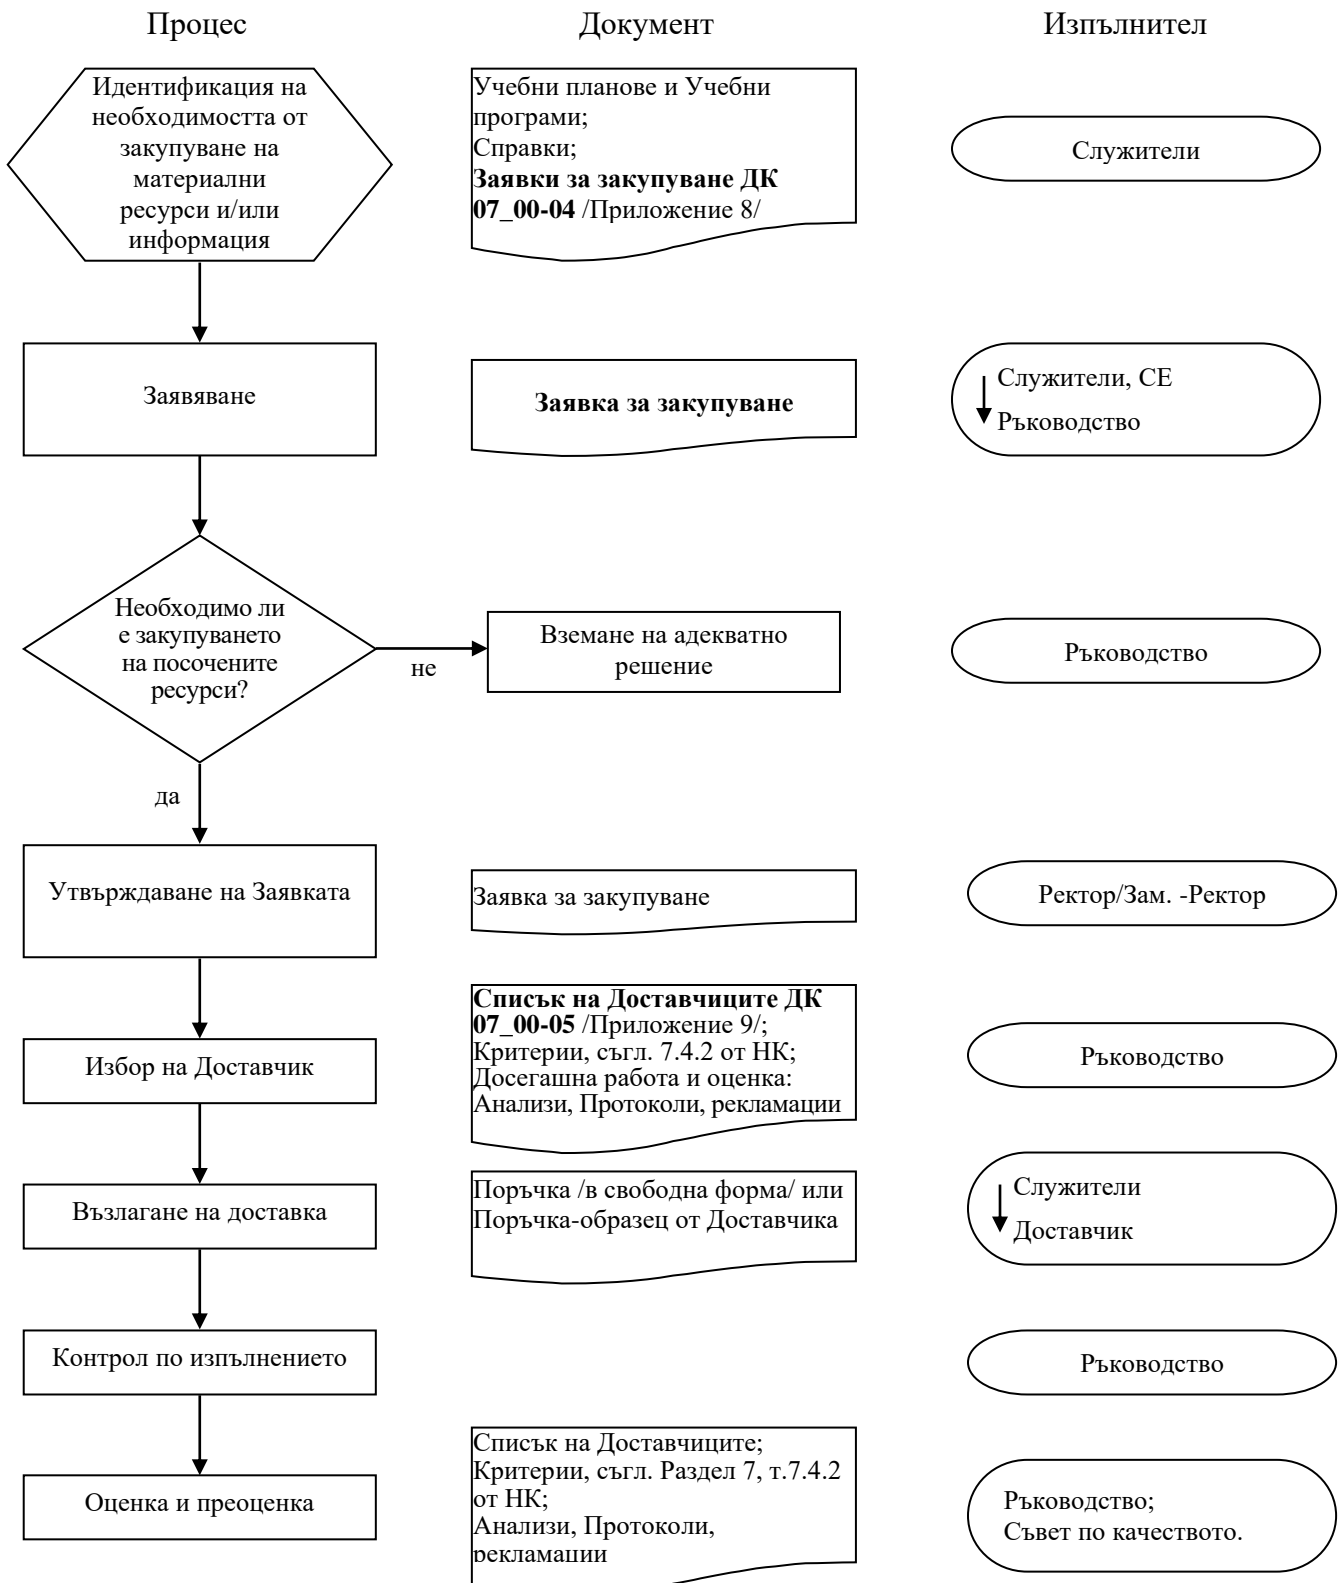 Процес
Документ
Изпълнител
Идентификация на
необходимостта от
закупуване на
материални
ресурси и/или
информация
Учебни планове и Учебни
програми;
Справки;
Заявки за закупуване ДК
07_00-04 /Приложение 8/
Служители
Заявяване
Заявка за закупуване
Служители, СЕ
Ръководство
Необходимо ли
е закупуването
на посочените
ресурси?
не
Вземане на адекватно
решение
Ръководство
да
Утвърждаване на Заявката
Заявка за закупуване
Ректор/Зам. -Ректор
Избор на Доставчик
Списък на Доставчиците ДК
07_00-05 /Приложение 9/;
Критерии, съгл. 7.4.2 от НК;
Досегашна работа и оценка:
Анализи, Протоколи, рекламации
Ръководство
Възлагане на доставка
Поръчка /в свободна форма/ или
Поръчка-образец от Доставчика
Служители
Доставчик
Контрол по изпълнението
Ръководство
Оценка и преоценка
Списък на Доставчиците;
Критерии, съгл. Раздел 7, т.7.4.2
от НК;
Анализи, Протоколи,
рекламации
Ръководство;
Съвет по качеството.